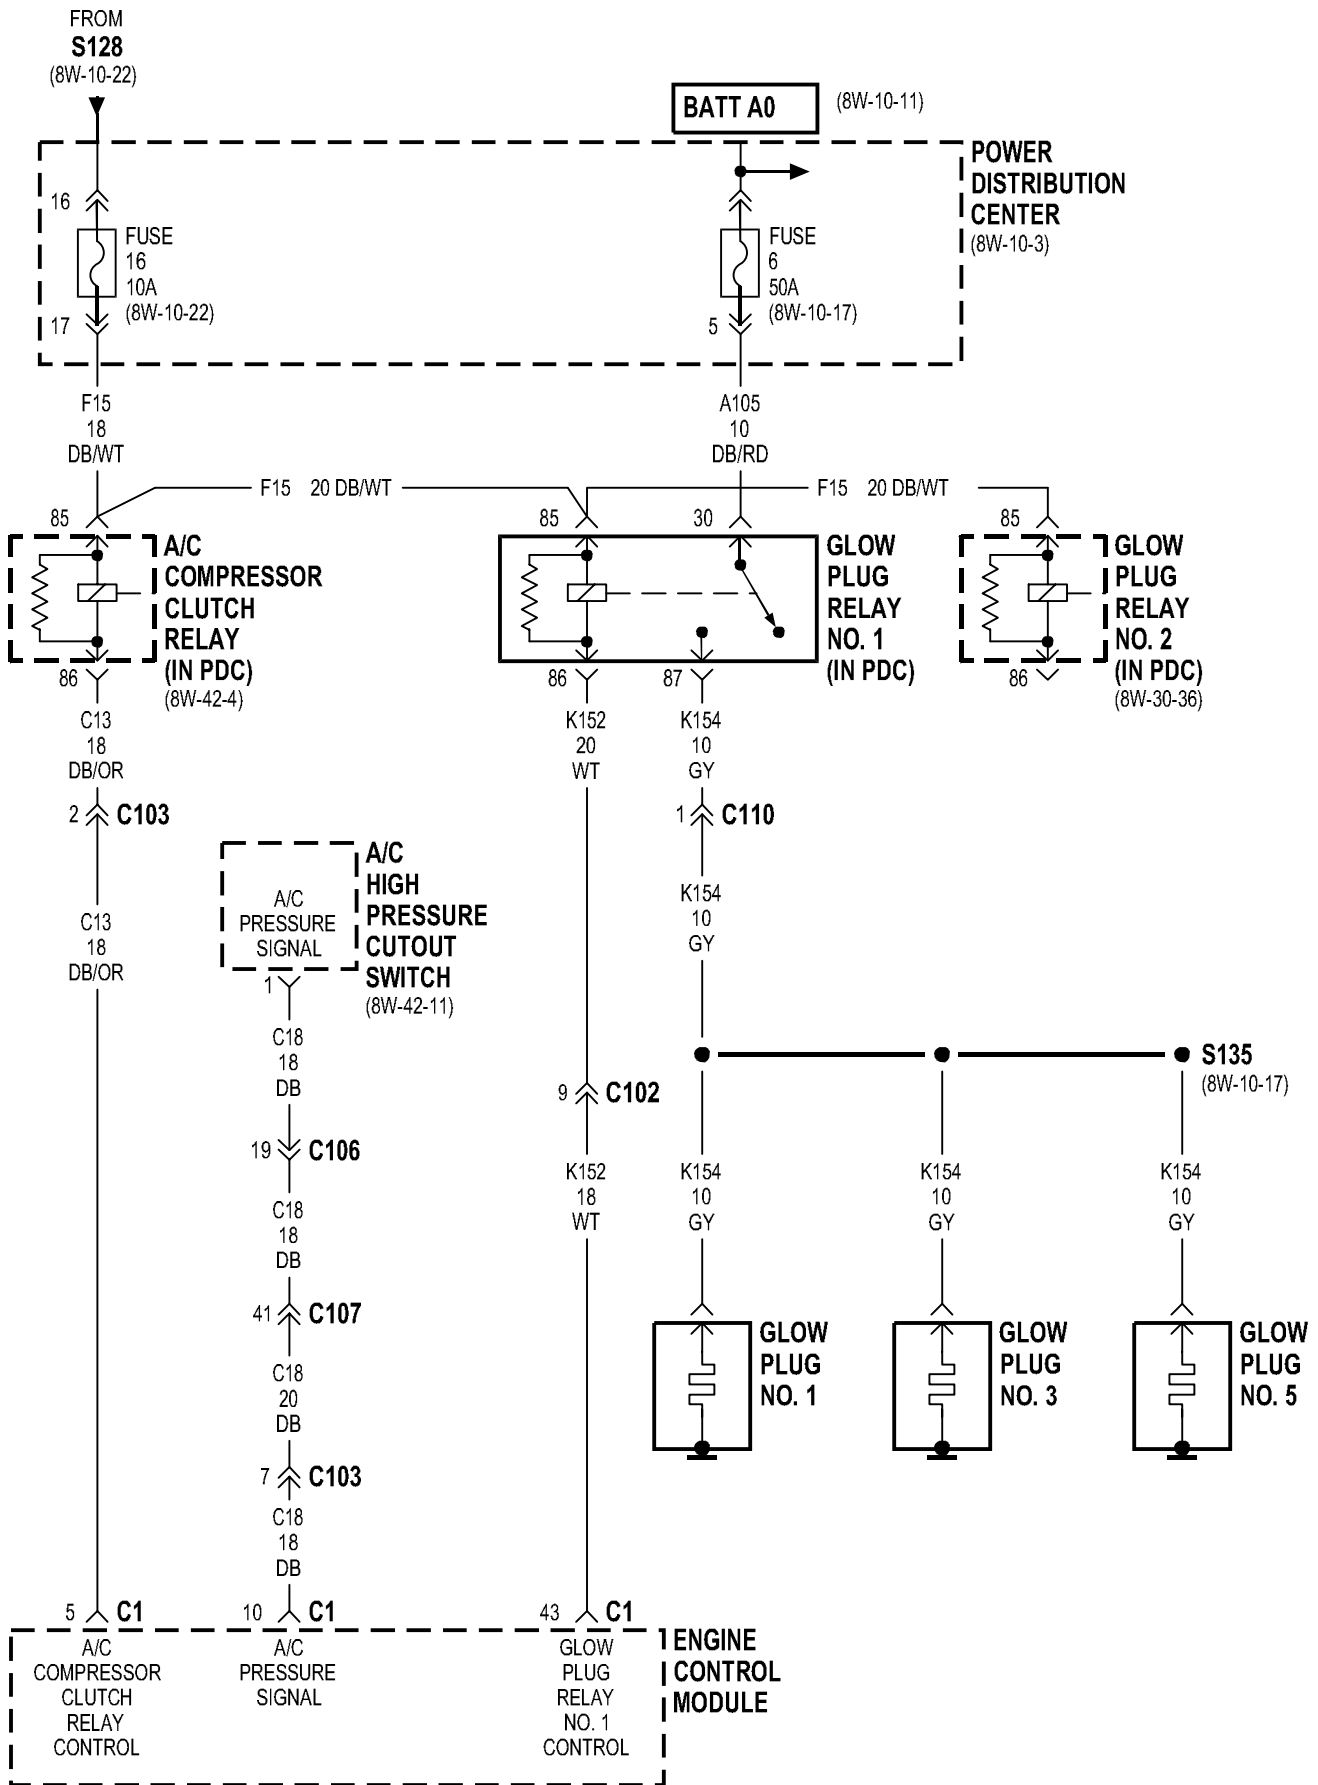 FROM
S128
(8W-10-22)
BATT A0
(8W-10-11)
POWER
DISTRIBUTION
CENTER
(8W-10-3)
16
FUSE
16
10A
(8W-10-22)
17
FUSE
6
50A
(8W-10-17)
5
F15
18
DB/WT
A105
10
DB/RD
F15 20 DB/WT
F15 20 DB/WT
85
85
30
85
A/C
COMPRESSOR
CLUTCH
RELAY
(IN PDC)
(8W-42-4)
GLOW
PLUG
RELAY
NO. 1
(IN PDC)
GLOW
PLUG
RELAY
NO. 2
(IN PDC)
(8W-30-36)
86
86
87
86
C13
18
DB/OR
K152
20
WT
K154
10
GY
2
C103
1
C110
A/C
PRESSURE
SIGNAL
A/C
HIGH
PRESSURE
CUTOUT
SWITCH
(8W-42-11)
K154
10
GY
C13
18
DB/OR
1
C18
18
DB
S135
(8W-10-17)
9
C102
19
C106
K152
18
WT
K154
10
GY
K154
10
GY
K154
10
GY
C18
18
DB
41
C107
GLOW
PLUG
NO. 1
GLOW
PLUG
NO. 3
GLOW
PLUG
NO. 5
C18
20
DB
7
C103
C18
18
DB
5
C1
10
C1
43
C1
A/C
COMPRESSOR
CLUTCH
RELAY
CONTROL
A/C
PRESSURE
SIGNAL
GLOW
PLUG
RELAY
NO. 1
CONTROL
ENGINE
CONTROL
MODULE